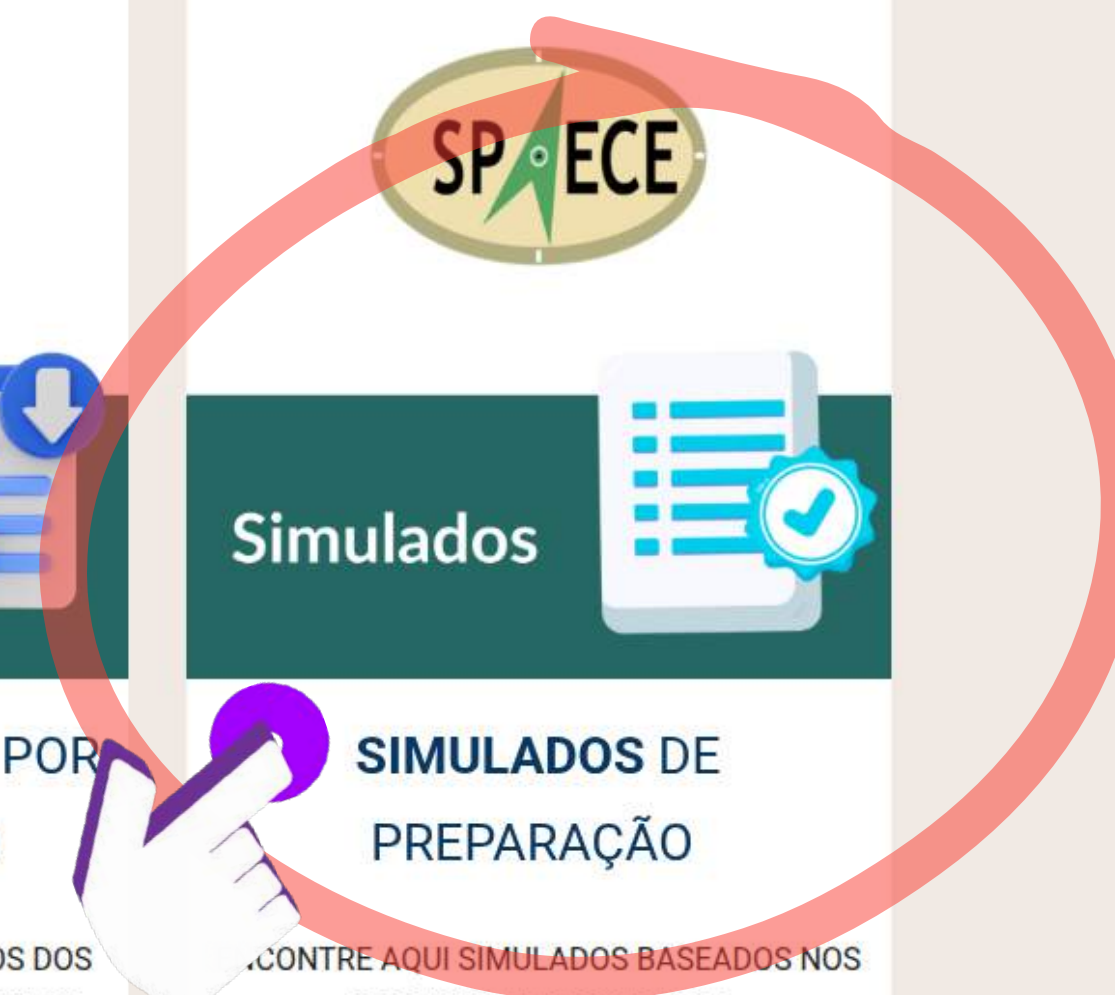 SPAECE
Simulados
POR
SIMULADOS DE
PREPARAÇÃO
OS DOS
CONTRE AQUI SIMULADOS BASEADOS NOS